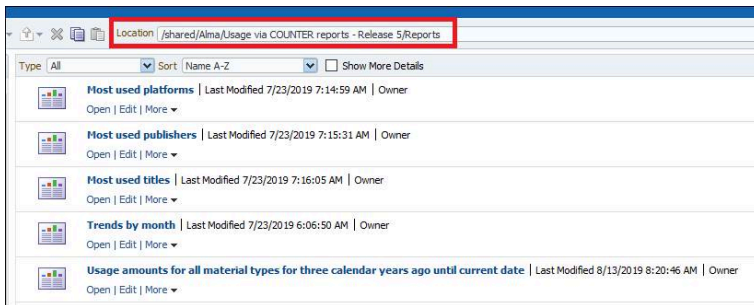 Location /shared/Alma/Usage via COUNTER reports - Release 5/Reports
Type All Sort Name A-Z Show More Details
Most used platforms | Last Modified 7/23/2019 7:14:59 AM | Owner
Open | Edit | More
Most used publishers | Last Modified 7/23/2019 7:15:31 AM | Owner
Open | Edit | More
Most used titles | Last Modified 7/23/2019 7:16:05 AM | Owner
Open | Edit | More
Trends by month | Last Modified 7/23/2019 6:06:50 AM | Owner
Open | Edit | More
Usage amounts for all material types for three calendar years ago until current date | Last Modified 8/13/2019 8:20:46 AM | Owner
Open | Edit | More